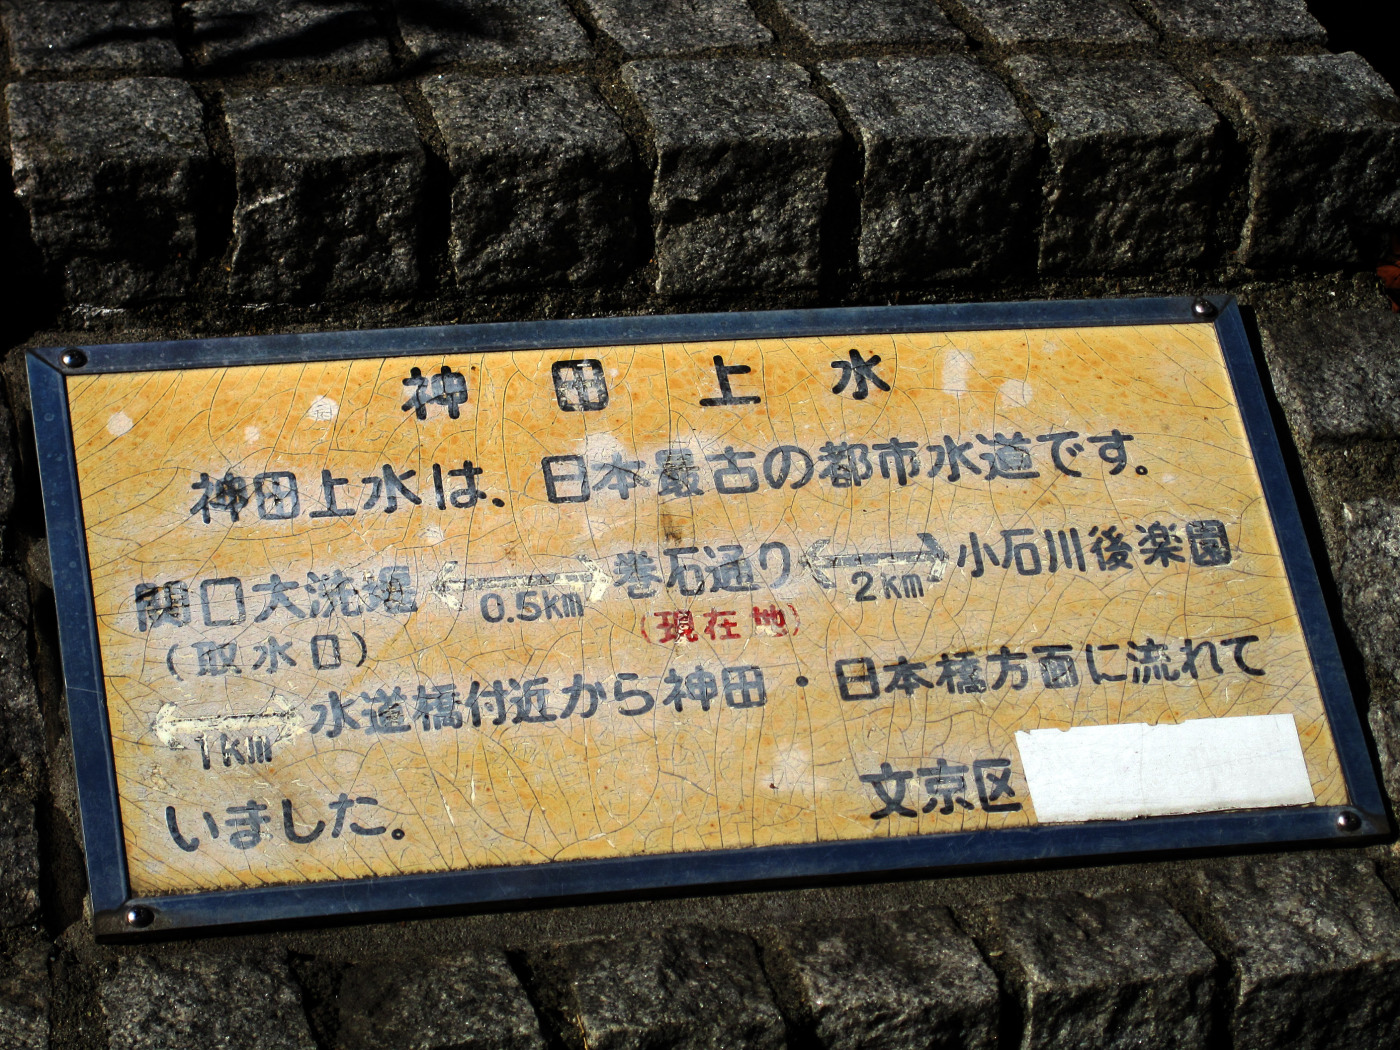 神田上水
神田上水は、日本最古の都市水道です。
関口大洗堰 ↔ 巻石通り ↔ 小石川後楽園
0.5km 2km
(取水口) (現在地)
↔ 水道橋付近から神田・日本橋方面に流れて
1km
いました。 文京区